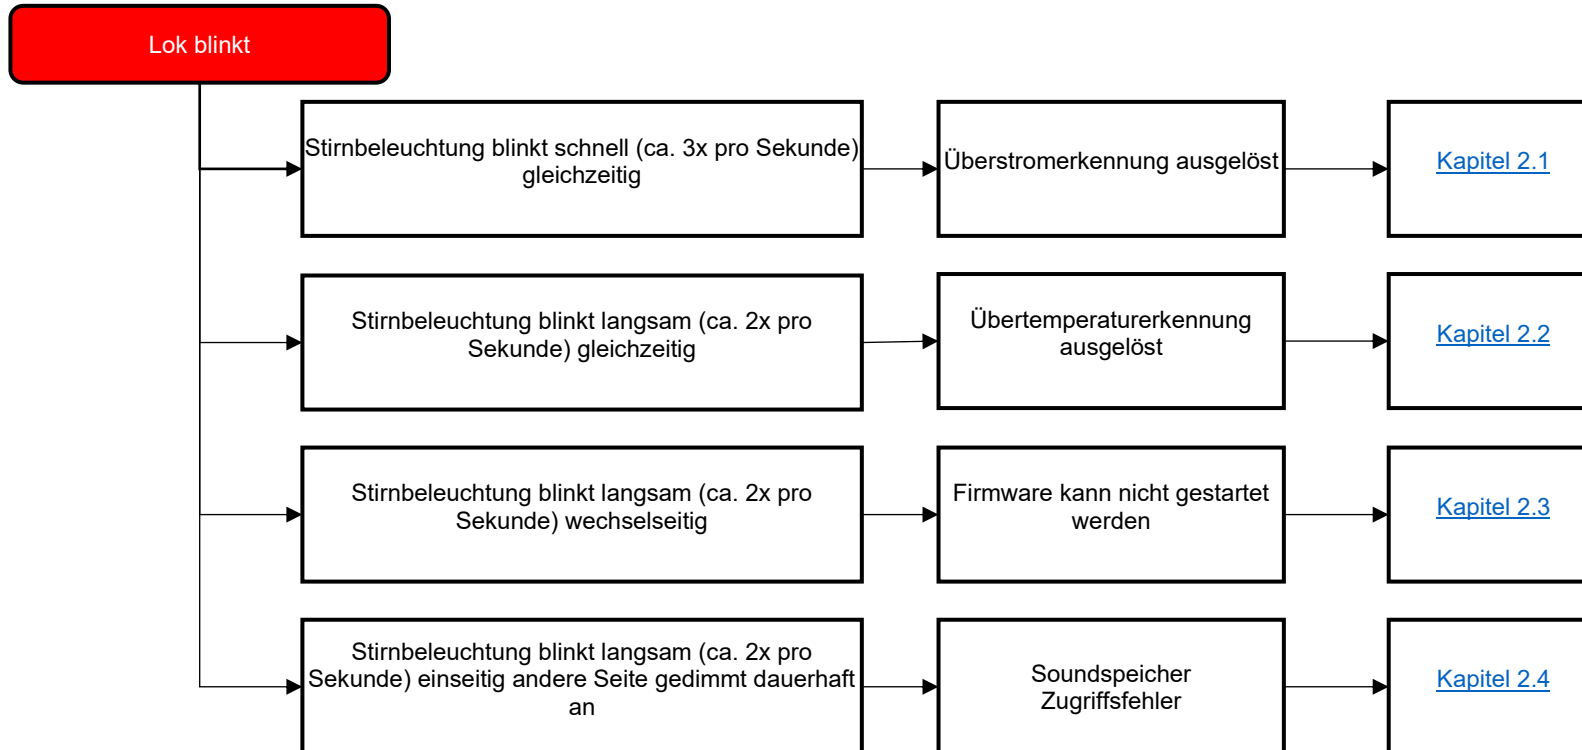 Lok blinkt
Stirnbeleuchtung blinkt schnell (ca. 3x pro Sekunde)
gleichzeitig
Überstromerkennung ausgelöst
Kapitel 2.1
Stirnbeleuchtung blinkt langsam (ca. 2x pro
Sekunde) gleichzeitig
Übertemperaturerkennung
ausgelöst
Kapitel 2.2
Stirnbeleuchtung blinkt langsam (ca. 2x pro
Sekunde) wechselseitig
Firmware kann nicht gestartet
werden
Kapitel 2.3
Stirnbeleuchtung blinkt langsam (ca. 2x pro
Sekunde) einseitig andere Seite gedimmt dauerhaft
an
Soundspeicher
Zugriffsfehler
Kapitel 2.4